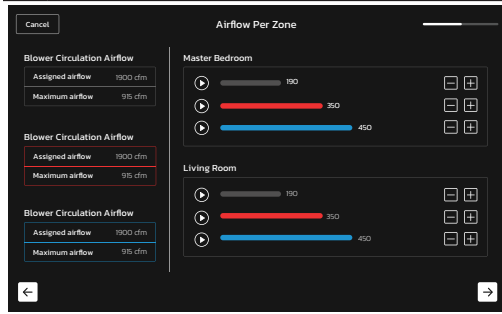 Cancel
Airflow Per Zone
Blower Circulation Airflow
Assigned airflow 1900 cfm
Maximum airflow 915 cfm
Blower Circulation Airflow
Assigned airflow 1900 cfm
Maximum airflow 915 cfm
Blower Circulation Airflow
Assigned airflow 1900 cfm
Maximum airflow 915 cfm
Master Bedroom
190
350
450
Living Room
190
350
450